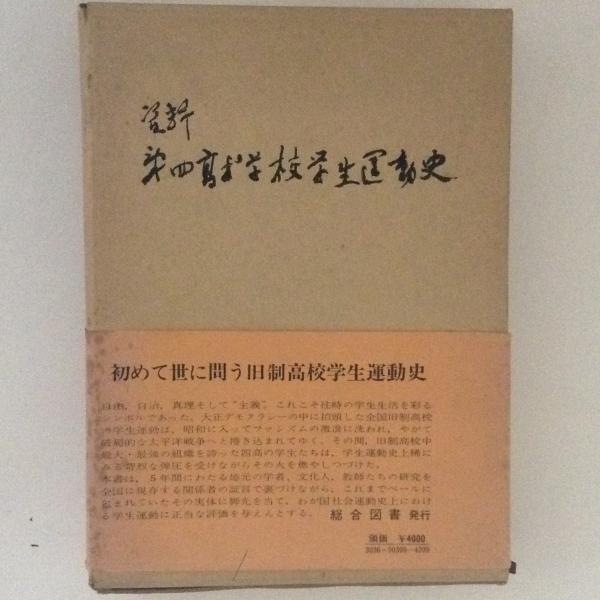 資料
第四高等学校学生運動史
初めて世に問う旧制高校学生運動史
自由、自治、真理そして“主義”。これこそ往時の学生生活を彩る
シンボルであった。大正デモクラシーの中に抬頭した全国旧制高校
の学生運動は、昭和に入ってファシズムの激浪に洗われ、やがて
破局的な太平洋戦争へと捲き込まれてゆく。その間、旧制高校中
最大・最強の組織を誇った四高の学生たちは、学生運動史上稀に
みる苛烈な弾圧を受けながらその火を燃やしつづけた。
本書は、5年間にわたる地元の学者、文化人、教師たちの研究を
全国に現存する関係者の証言で裏づけながら、これまでベールに
包まれていたその実体に脚光を当て、わが国社会運動史上におけ
る学生運動に正当な評価を与えんとする。
総合図書 発行
頒価 ¥4000
3036-90309-4209